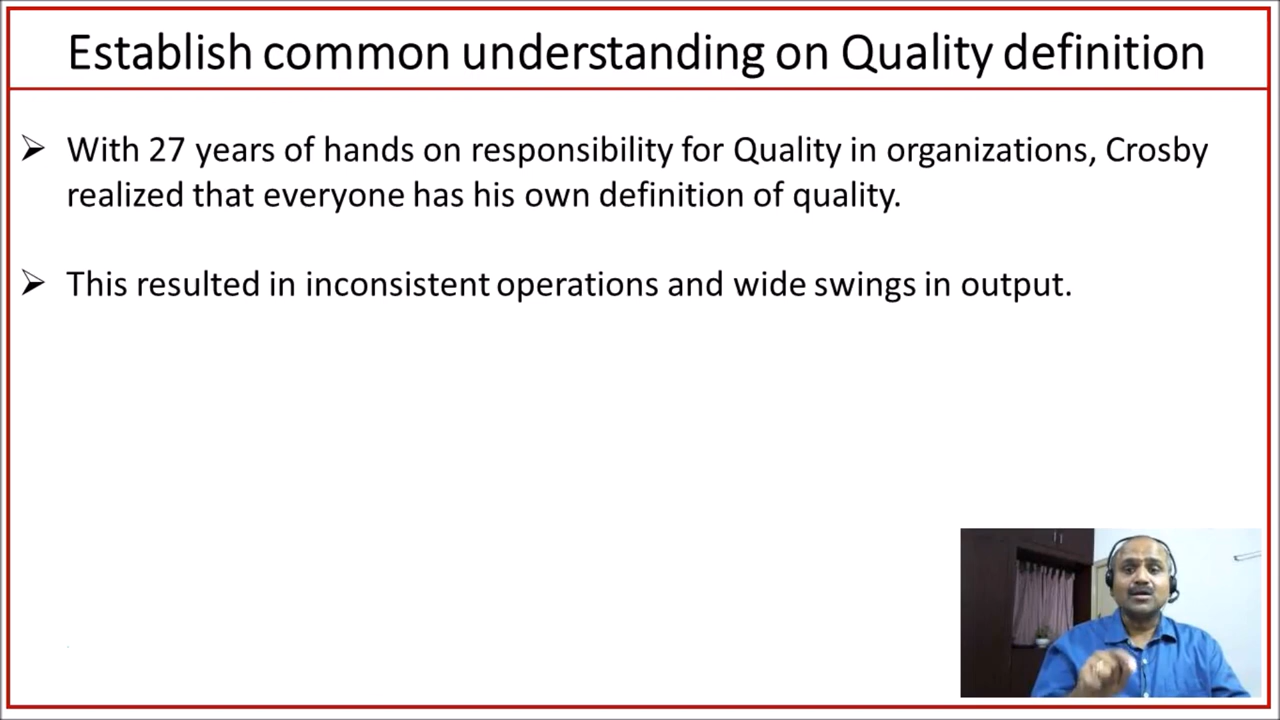 Establish common understanding on Quality definition
➢ With 27 years of hands on responsibility for Quality in organizations, Crosby
realized that everyone has his own definition of quality.
➢ This resulted in inconsistent operations and wide swings in output.